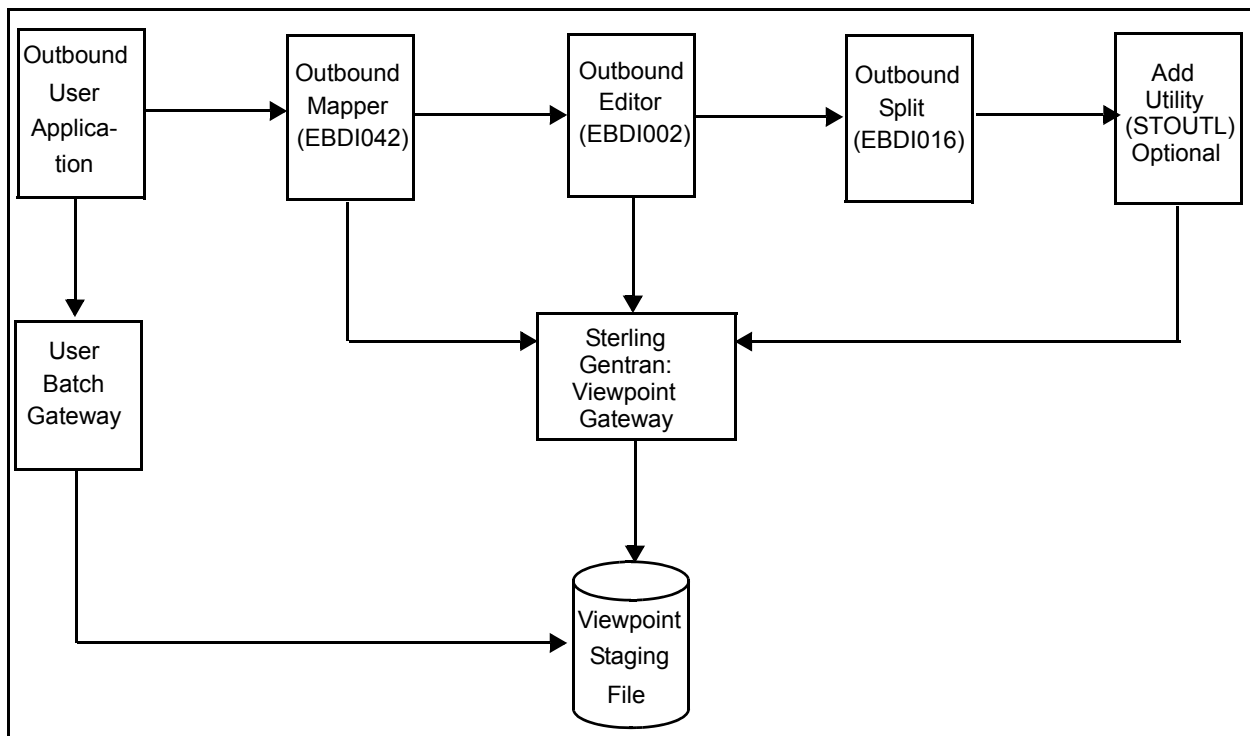 Outbound
User
Applica-
tion
Outbound
Mapper
(EBDI042)
Outbound
Editor
(EBDI002)
Outbound
Split
(EBDI016)
Add
Utility
(STOUTL)
Optional
User
Batch
Gateway
Sterling
Gentran:
Viewpoint
Gateway
Viewpoint
Staging
File